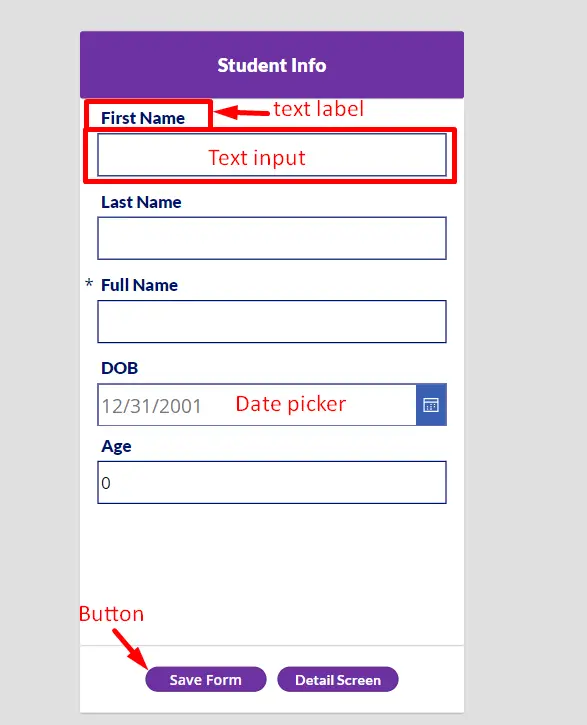 Student Info
First Name
text label
Text input
Last Name
* Full Name
DOB
12/31/2001
Date picker
Age
0
Button
Save Form
Detail Screen